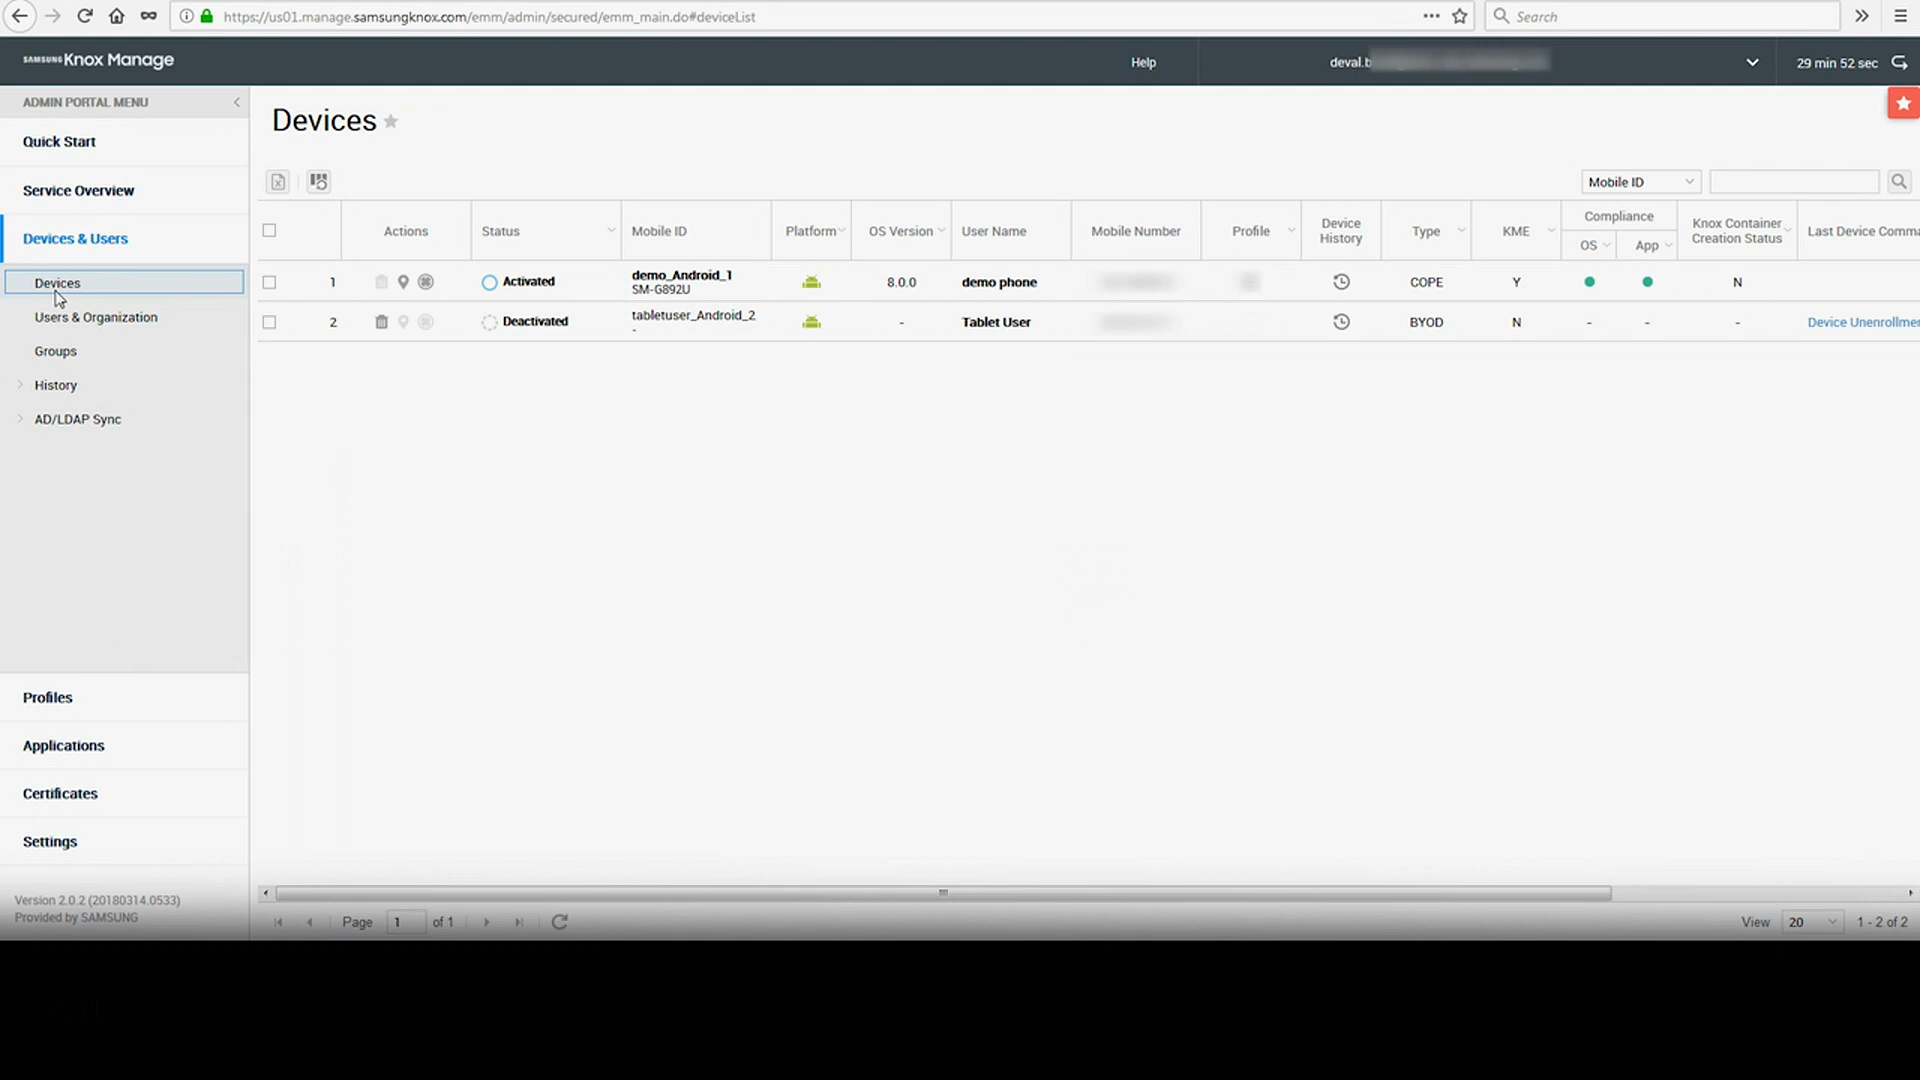 https://us01.manage.samsungknox.com/emm/admin/secured/emm_main.do#deviceList
Search
SAMSUNG Knox Manage
Help
deval.b
29 min 52 sec
ADMIN PORTAL MENU
Quick Start
Service Overview
Devices & Users
Devices
Users & Organization
Groups
History
AD/LDAP Sync
Profiles
Applications
Certificates
Settings
Version 2.0.2 (20180314.0533)
Provided by SAMSUNG
Devices
Mobile ID
Actions Status Mobile ID Platform OS Version User Name Mobile Number Profile Device History Type KME Compliance OS App Knox Container Creation Status Last Device Comma
1 Activated demo_Android_1 8.0.0 demo phone COPE Y N
SM-G892U
2 Deactivated tabletuser_Android_2 - Tablet User BYOD N - - - Device Unenrollmer
-
Page 1 of 1
View 20 1 - 2 of 2